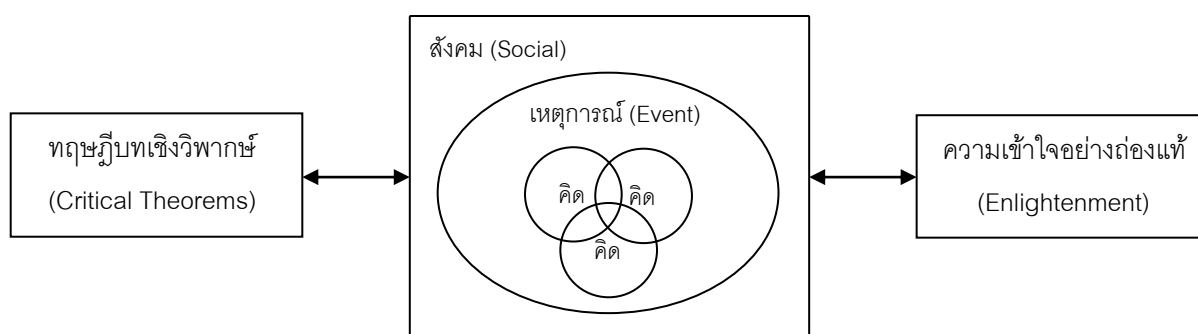 ทฤษฎีบทเชิงวิพากษ์
(Critical Theorems)
สังคม (Social)
เหตุการณ์ (Event)
คิด
คิด
คิด
ความเข้าใจอย่างถ่องแท้
(Enlightenment)